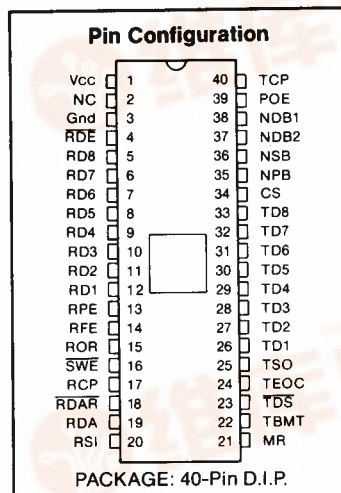 Pin Configuration
Vcc 1 40 TCP
NC 2 39 POE
Gnd 3 38 NDB1
RDE 4 37 NDB2
RD8 5 36 NSB
RD7 6 35 NPB
RD6 7 34 CS
RD5 8 33 TD8
RD4 9 32 TD7
RD3 10 31 TD6
RD2 11 30 TD5
RD1 12 29 TD4
RPE 13 28 TD3
RFE 14 27 TD2
ROR 15 26 TD1
SWE 16 25 TSO
RCP 17 24 TEOC
RDAR 18 23 TDS
RDA 19 22 TBMT
RSI 20 21 MR
PACKAGE: 40-Pin D.I.P.